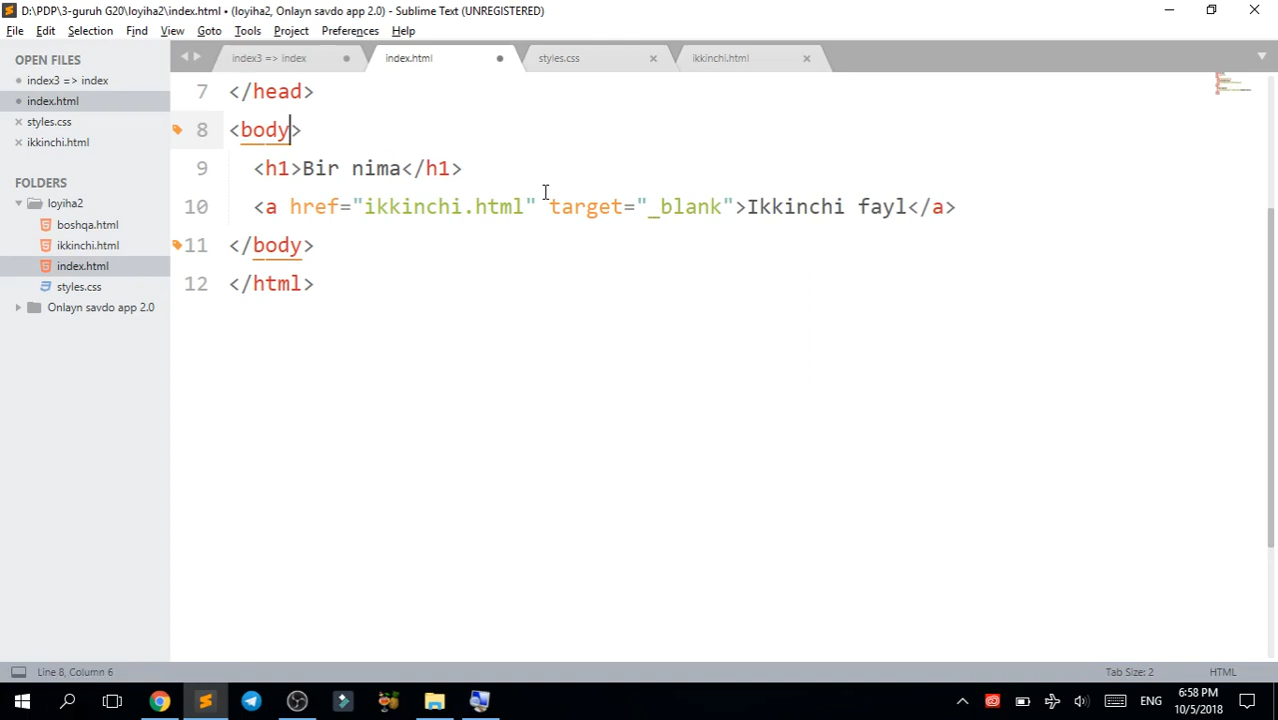 D:\PDP\3-guruh G20\loyiha2\index.html • (loyiha2, Onlayn savdo app 2.0) - Sublime Text (UNREGISTERED)
File Edit Selection Find View Goto Tools Project Preferences Help
OPEN FILES
index3 => index
index.html
styles.css
ikkinchi.html
FOLDERS
loyiha2
boshqa.html
ikkinchi.html
index.html
styles.css
Onlayn savdo app 2.0
index3 => index index.html styles.css ikkinchi.html
7 </head>
8 <body>
9 <h1>Bir nima</h1>
10 <a href="ikkinchi.html" target="_blank">Ikkinchi fayl</a>
11 </body>
12 </html>
Line 8, Column 6 Tab Size: 2 HTML
ENG 6:58 PM
10/5/2018